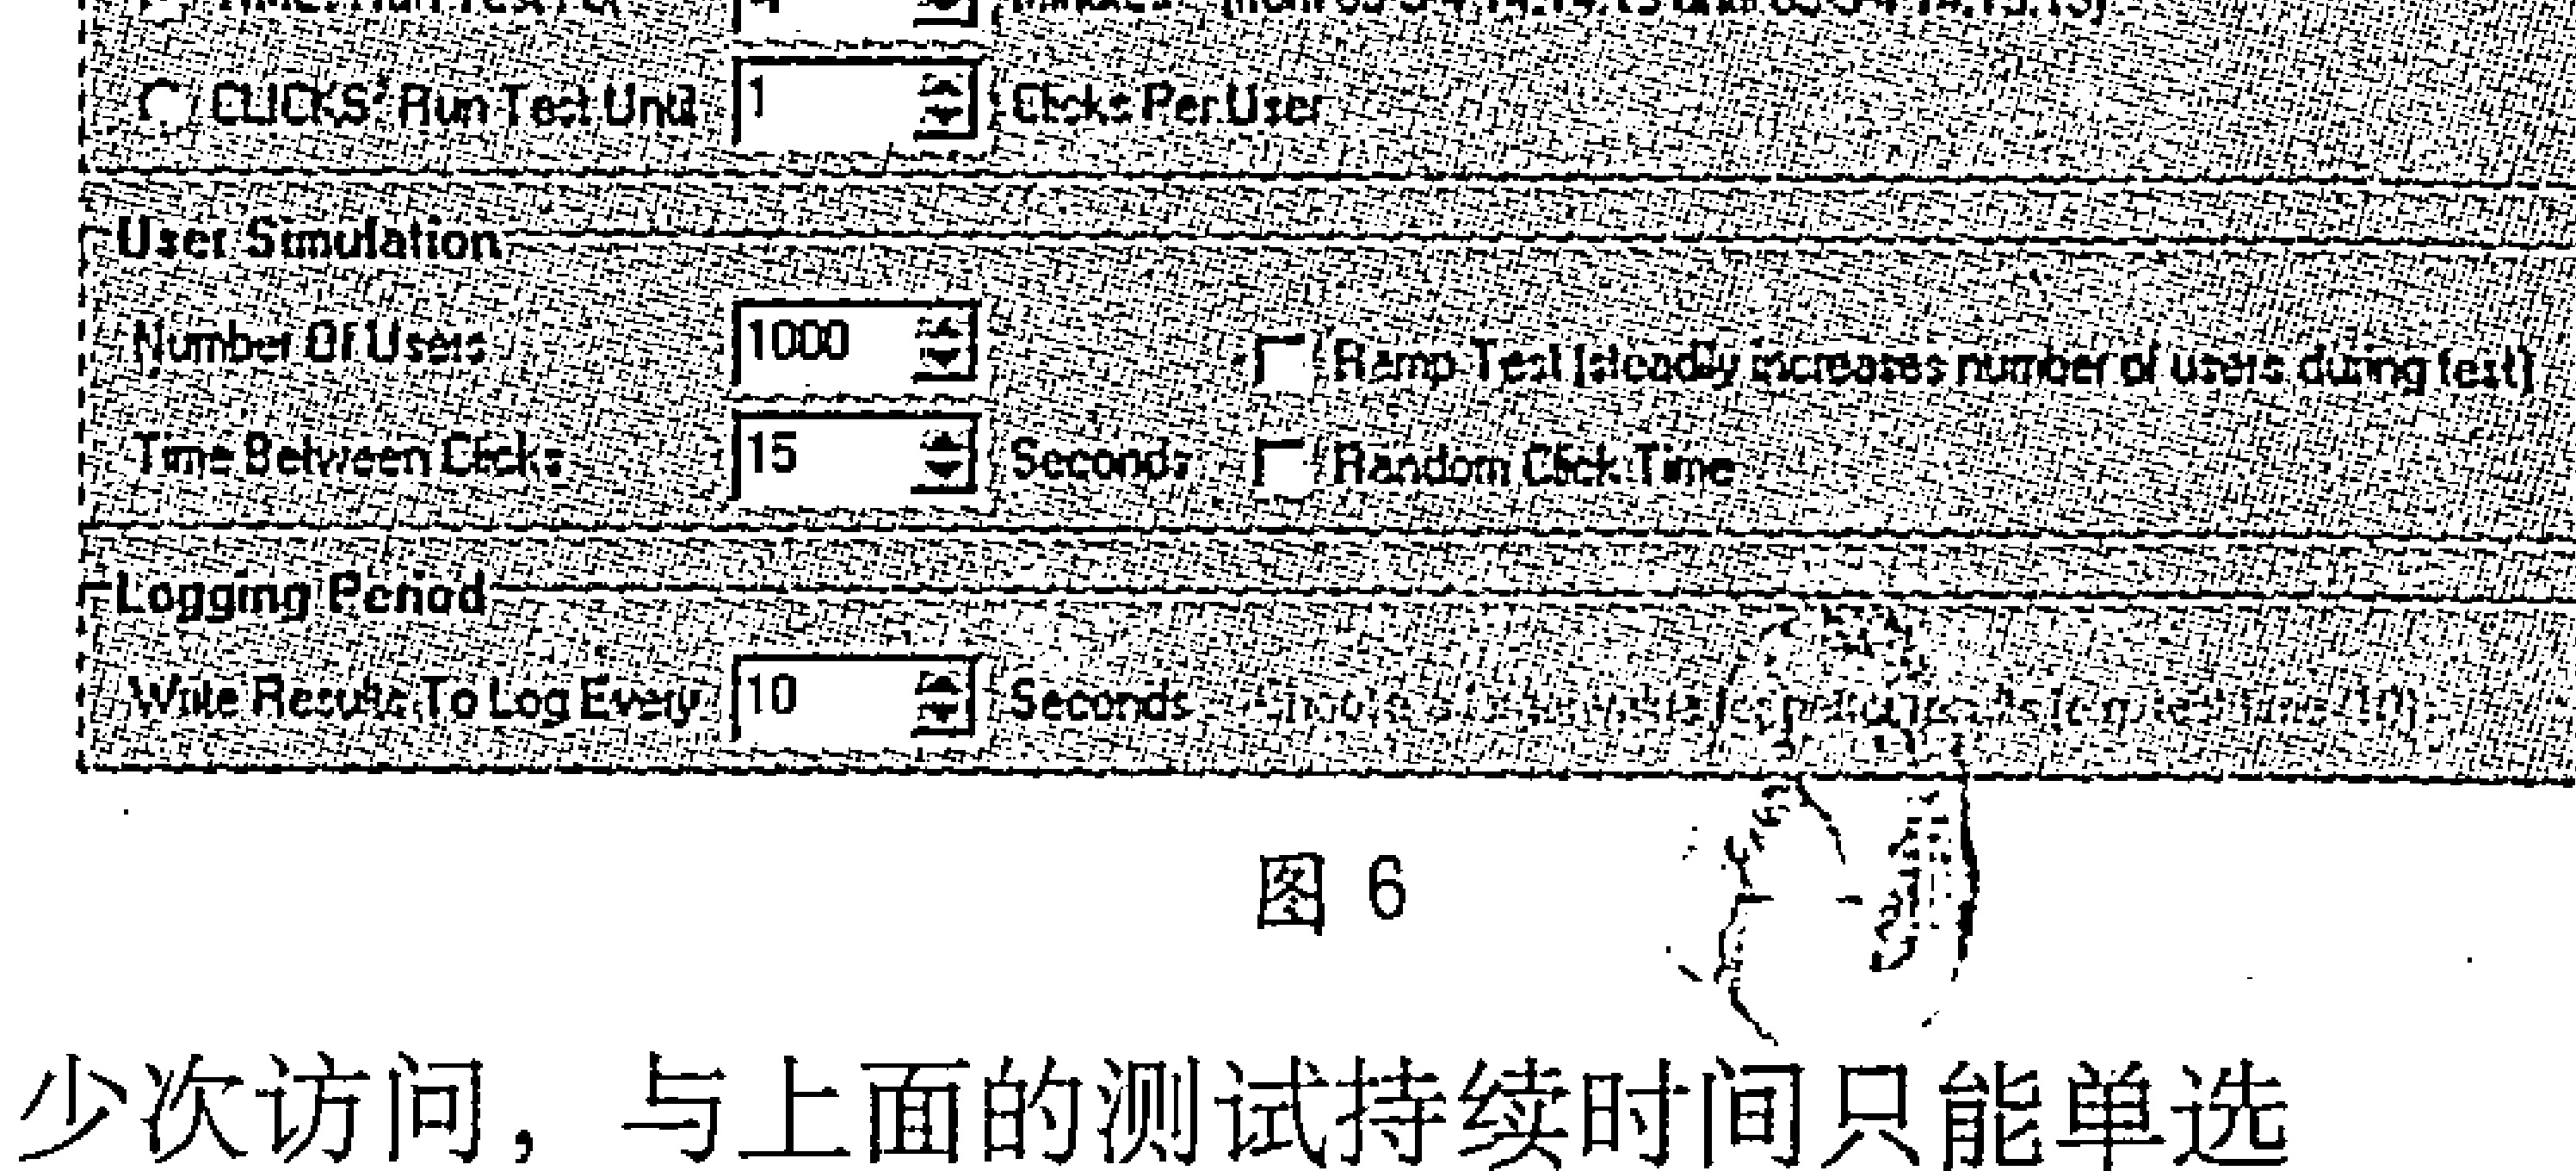 CLICKS: Run Test Until 1 Clicks Per User
User Simulation
Number Of Users 1000 Ramp Test (steadily increases number of users during test)
Time Between Clicks 15 Seconds Random Click Time
Logging Period
Write Results To Log Every 10 Seconds
图 6
少次访问，与上面的测试持续时间只能单选